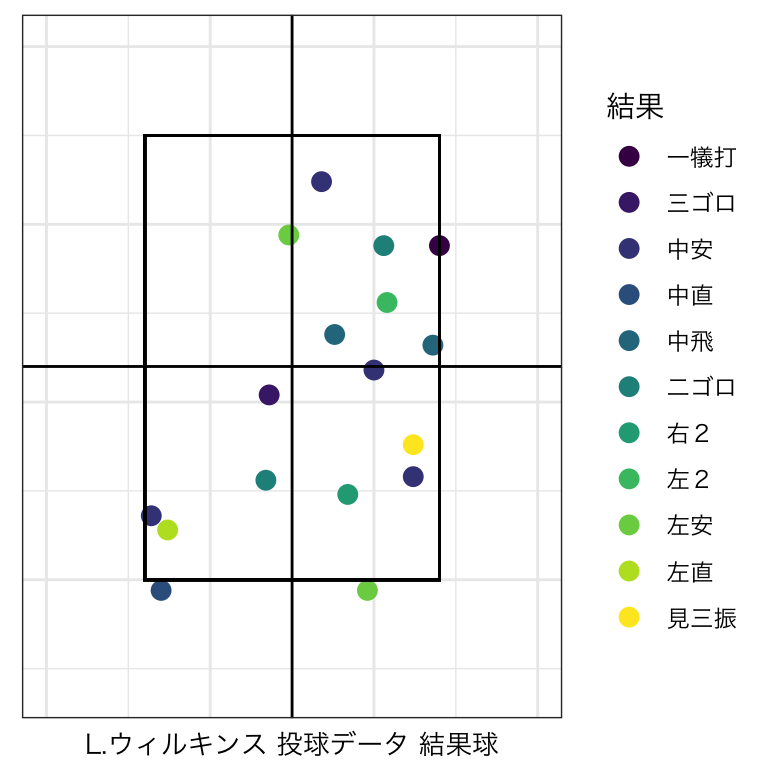 結果
一犠打
三ゴロ
中安
中直
中飛
二ゴロ
右２
左２
左安
左直
見三振
L.ウィルキンス 投球データ 結果球